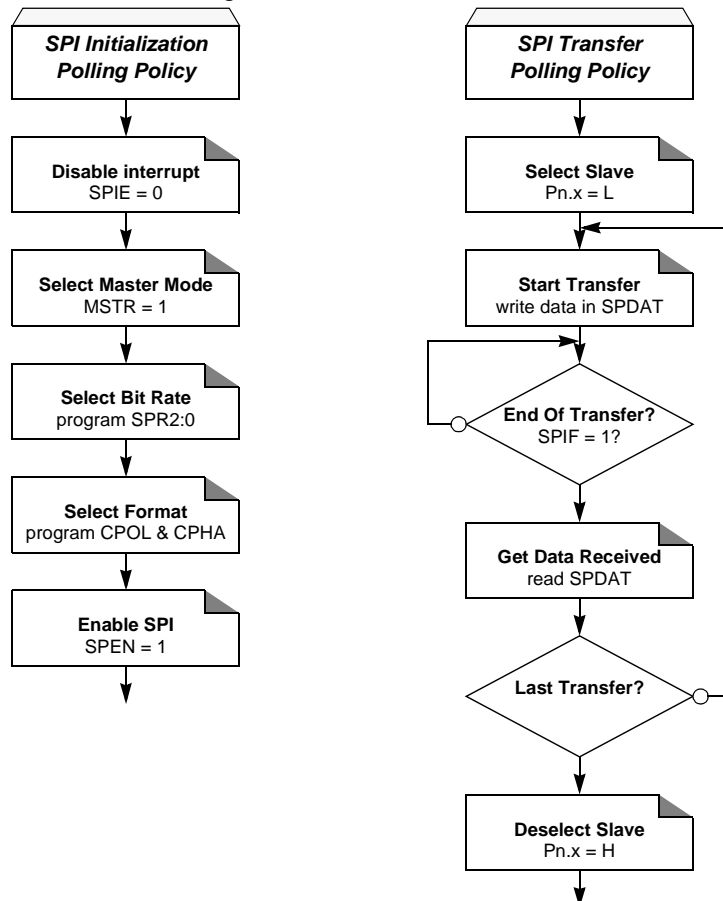 SPI Initialization
Polling Policy
Disable interrupt
SPIE = 0
Select Master Mode
MSTR = 1
Select Bit Rate
program SPR2:0
Select Format
program CPOL & CPHA
Enable SPI
SPEN = 1
SPI Transfer
Polling Policy
Select Slave
Pn.x = L
Start Transfer
write data in SPDAT
End Of Transfer?
SPIF = 1?
Get Data Received
read SPDAT
Last Transfer?
Deselect Slave
Pn.x = H